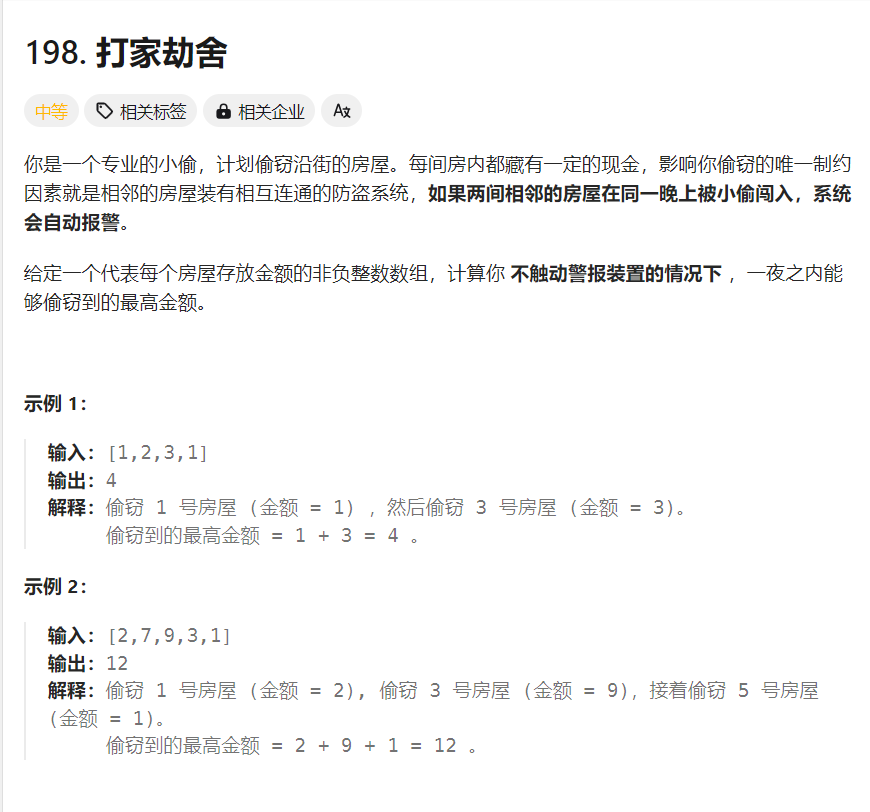 198. 打家劫舍
中等 相关标签 相关企业 Ax
你是一个专业的小偷，计划偷窃沿街的房屋。每间房内都藏有一定的现金，影响你偷窃的唯一制约
因素就是相邻的房屋装有相互连通的防盗系统，如果两间相邻的房屋在同一晚上被小偷闯入，系统
会自动报警。
给定一个代表每个房屋存放金额的非负整数数组，计算你 不触动警报装置的情况下 ，一夜之内能
够偷窃到的最高金额。
示例 1：
输入：[1,2,3,1]
输出：4
解释：偷窃 1 号房屋 (金额 = 1) ，然后偷窃 3 号房屋 (金额 = 3)。
偷窃到的最高金额 = 1 + 3 = 4 。
示例 2：
输入：[2,7,9,3,1]
输出：12
解释：偷窃 1 号房屋 (金额 = 2), 偷窃 3 号房屋 (金额 = 9)，接着偷窃 5 号房屋
(金额 = 1)。
偷窃到的最高金额 = 2 + 9 + 1 = 12 。